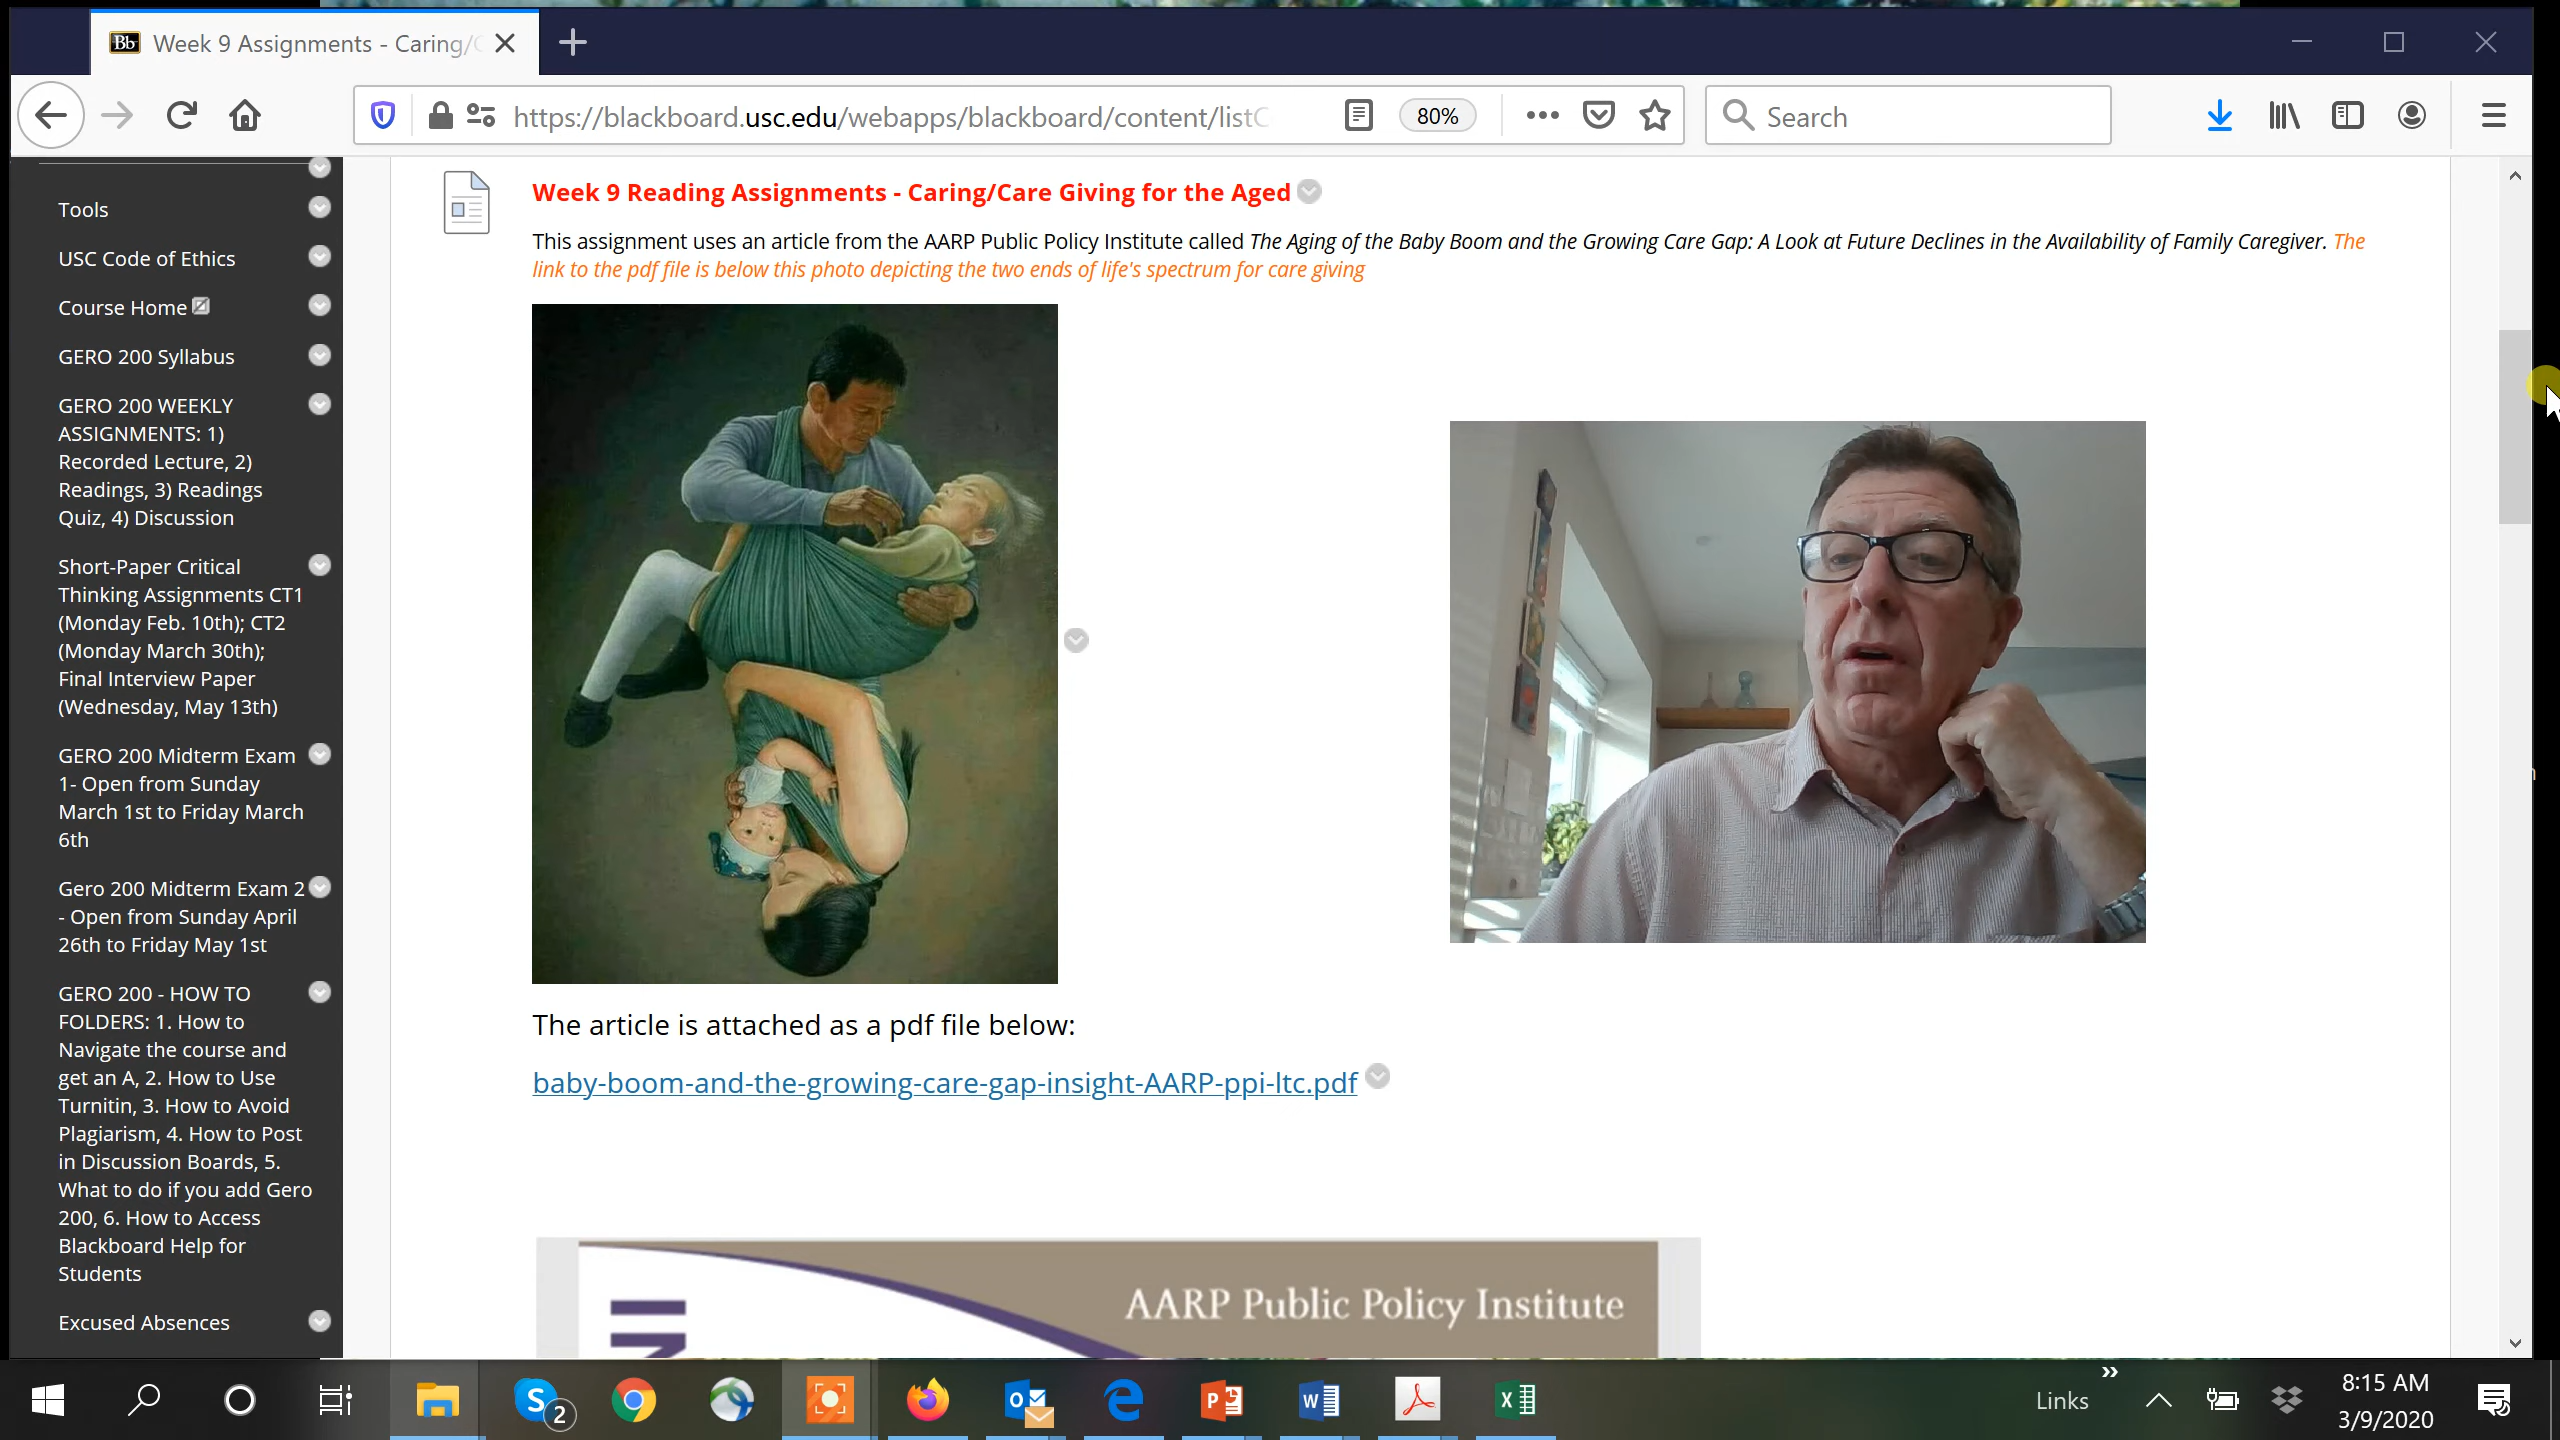 Bb Week 9 Assignments - Caring/
https://blackboard.usc.edu/webapps/blackboard/content/list
80%
Search
Tools
USC Code of Ethics
Course Home
GERO 200 Syllabus
GERO 200 WEEKLY
ASSIGNMENTS: 1)
Recorded Lecture, 2)
Readings, 3) Readings
Quiz, 4) Discussion
Short-Paper Critical
Thinking Assignments CT1
(Monday Feb. 10th); CT2
(Monday March 30th);
Final Interview Paper
(Wednesday, May 13th)
GERO 200 Midterm Exam
1- Open from Sunday
March 1st to Friday March
6th
Gero 200 Midterm Exam 2
- Open from Sunday April
26th to Friday May 1st
GERO 200 - HOW TO
FOLDERS: 1. How to
Navigate the course and
get an A, 2. How to Use
Turnitin, 3. How to Avoid
Plagiarism, 4. How to Post
in Discussion Boards, 5.
What to do if you add Gero
200, 6. How to Access
Blackboard Help for
Students
Excused Absences
Week 9 Reading Assignments - Caring/Care Giving for the Aged
This assignment uses an article from the AARP Public Policy Institute called The Aging of the Baby Boom and the Growing Care Gap: A Look at Future Declines in the Availability of Family Caregiver. The
link to the pdf file is below this photo depicting the two ends of life's spectrum for care giving
The article is attached as a pdf file below:
baby-boom-and-the-growing-care-gap-insight-AARP-ppi-ltc.pdf
AARP Public Policy Institute
2
Links
8:15 AM
3/9/2020